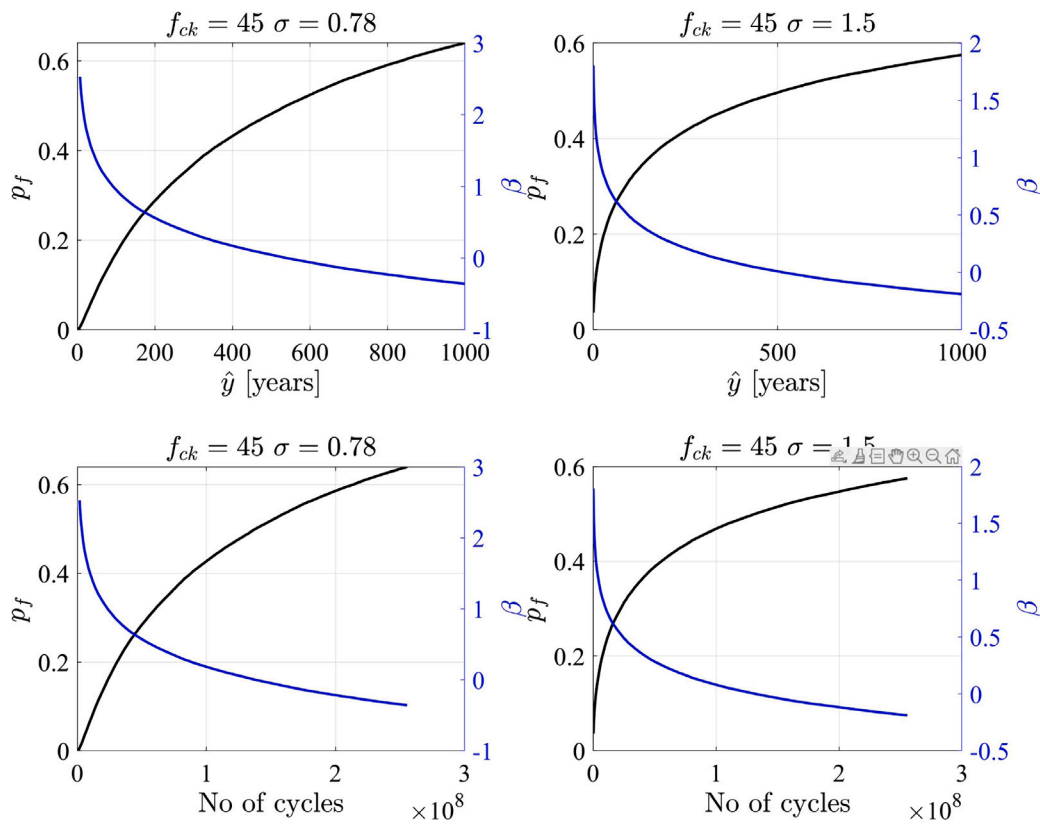 f_ck = 45 σ = 0.78
0.6
0.4
0.2
0
p_f
3
2
1
0
-1
β
0 200 400 600 800 1000
ŷ [years]
f_ck = 45 σ = 1.5
0.6
0.4
0.2
0
p_f
2
1.5
1
0.5
0
-0.5
β
0 500 1000
ŷ [years]
f_ck = 45 σ = 0.78
0.6
0.4
0.2
0
p_f
3
2
1
0
-1
β
0 1 2 3
No of cycles ×10^8
f_ck = 45 σ = 1.5
0.6
0.4
0.2
0
p_f
2
1.5
1
0.5
0
-0.5
β
0 1 2 3
No of cycles ×10^8